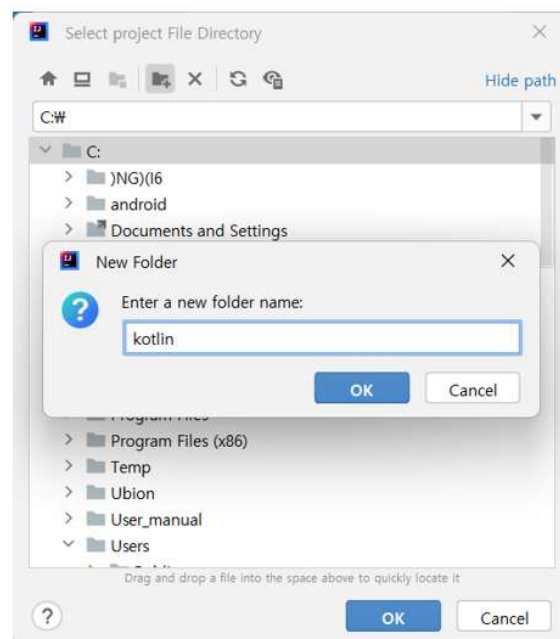 Select project File Directory
Hide path
C:₩
C:
)NG)(I6
android
Documents and Settings
New Folder
Enter a new folder name:
kotlin
OK Cancel
Program Files
Program Files (x86)
Temp
Ubion
User_manual
Users
Drag and drop a file into the space above to quickly locate it
? OK Cancel